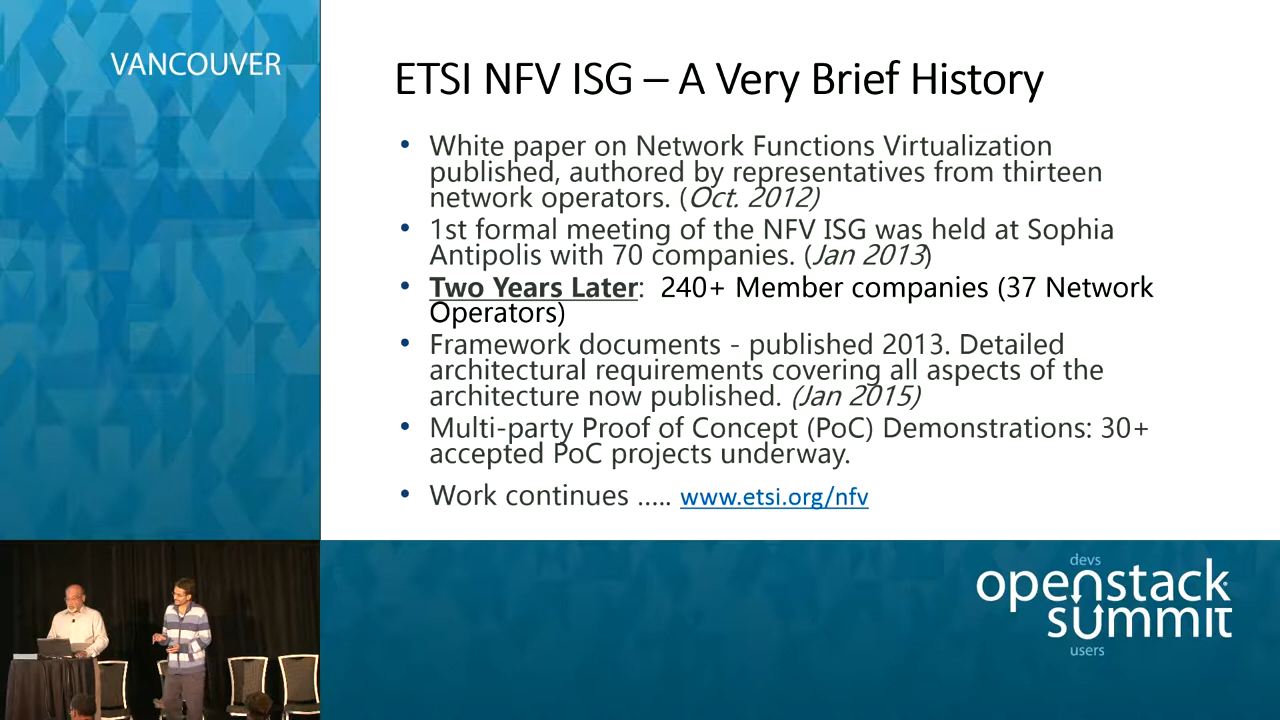 VANCOUVER
ETSI NFV ISG – A Very Brief History
• White paper on Network Functions Virtualization
published, authored by representatives from thirteen
network operators. (Oct. 2012)
• 1st formal meeting of the NFV ISG was held at Sophia
Antipolis with 70 companies. (Jan 2013)
• Two Years Later: 240+ Member companies (37 Network
Operators)
• Framework documents - published 2013. Detailed
architectural requirements covering all aspects of the
architecture now published. (Jan 2015)
• Multi-party Proof of Concept (PoC) Demonstrations: 30+
accepted PoC projects underway.
• Work continues ….. www.etsi.org/nfv
devs
openstack
summit
users